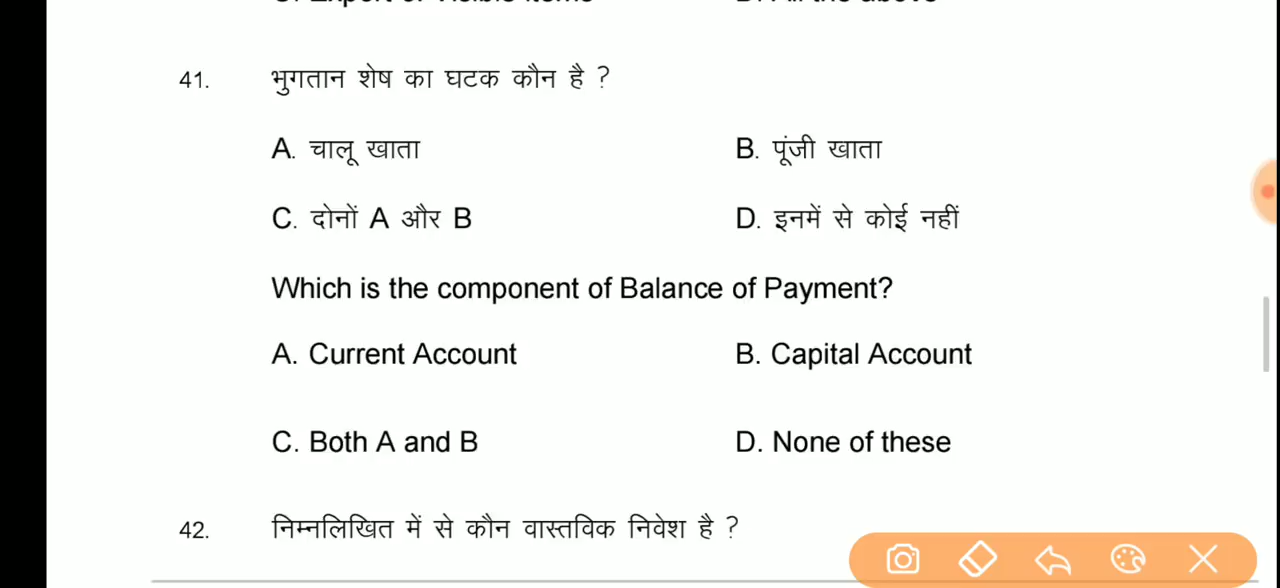 41. भुगतान शेष का घटक कौन है ?
A. चालू खाता B. पूंजी खाता
C. दोनों A और B D. इनमें से कोई नहीं
Which is the component of Balance of Payment?
A. Current Account B. Capital Account
C. Both A and B D. None of these
42. निम्नलिखित में से कौन वास्तविक निवेश है ?